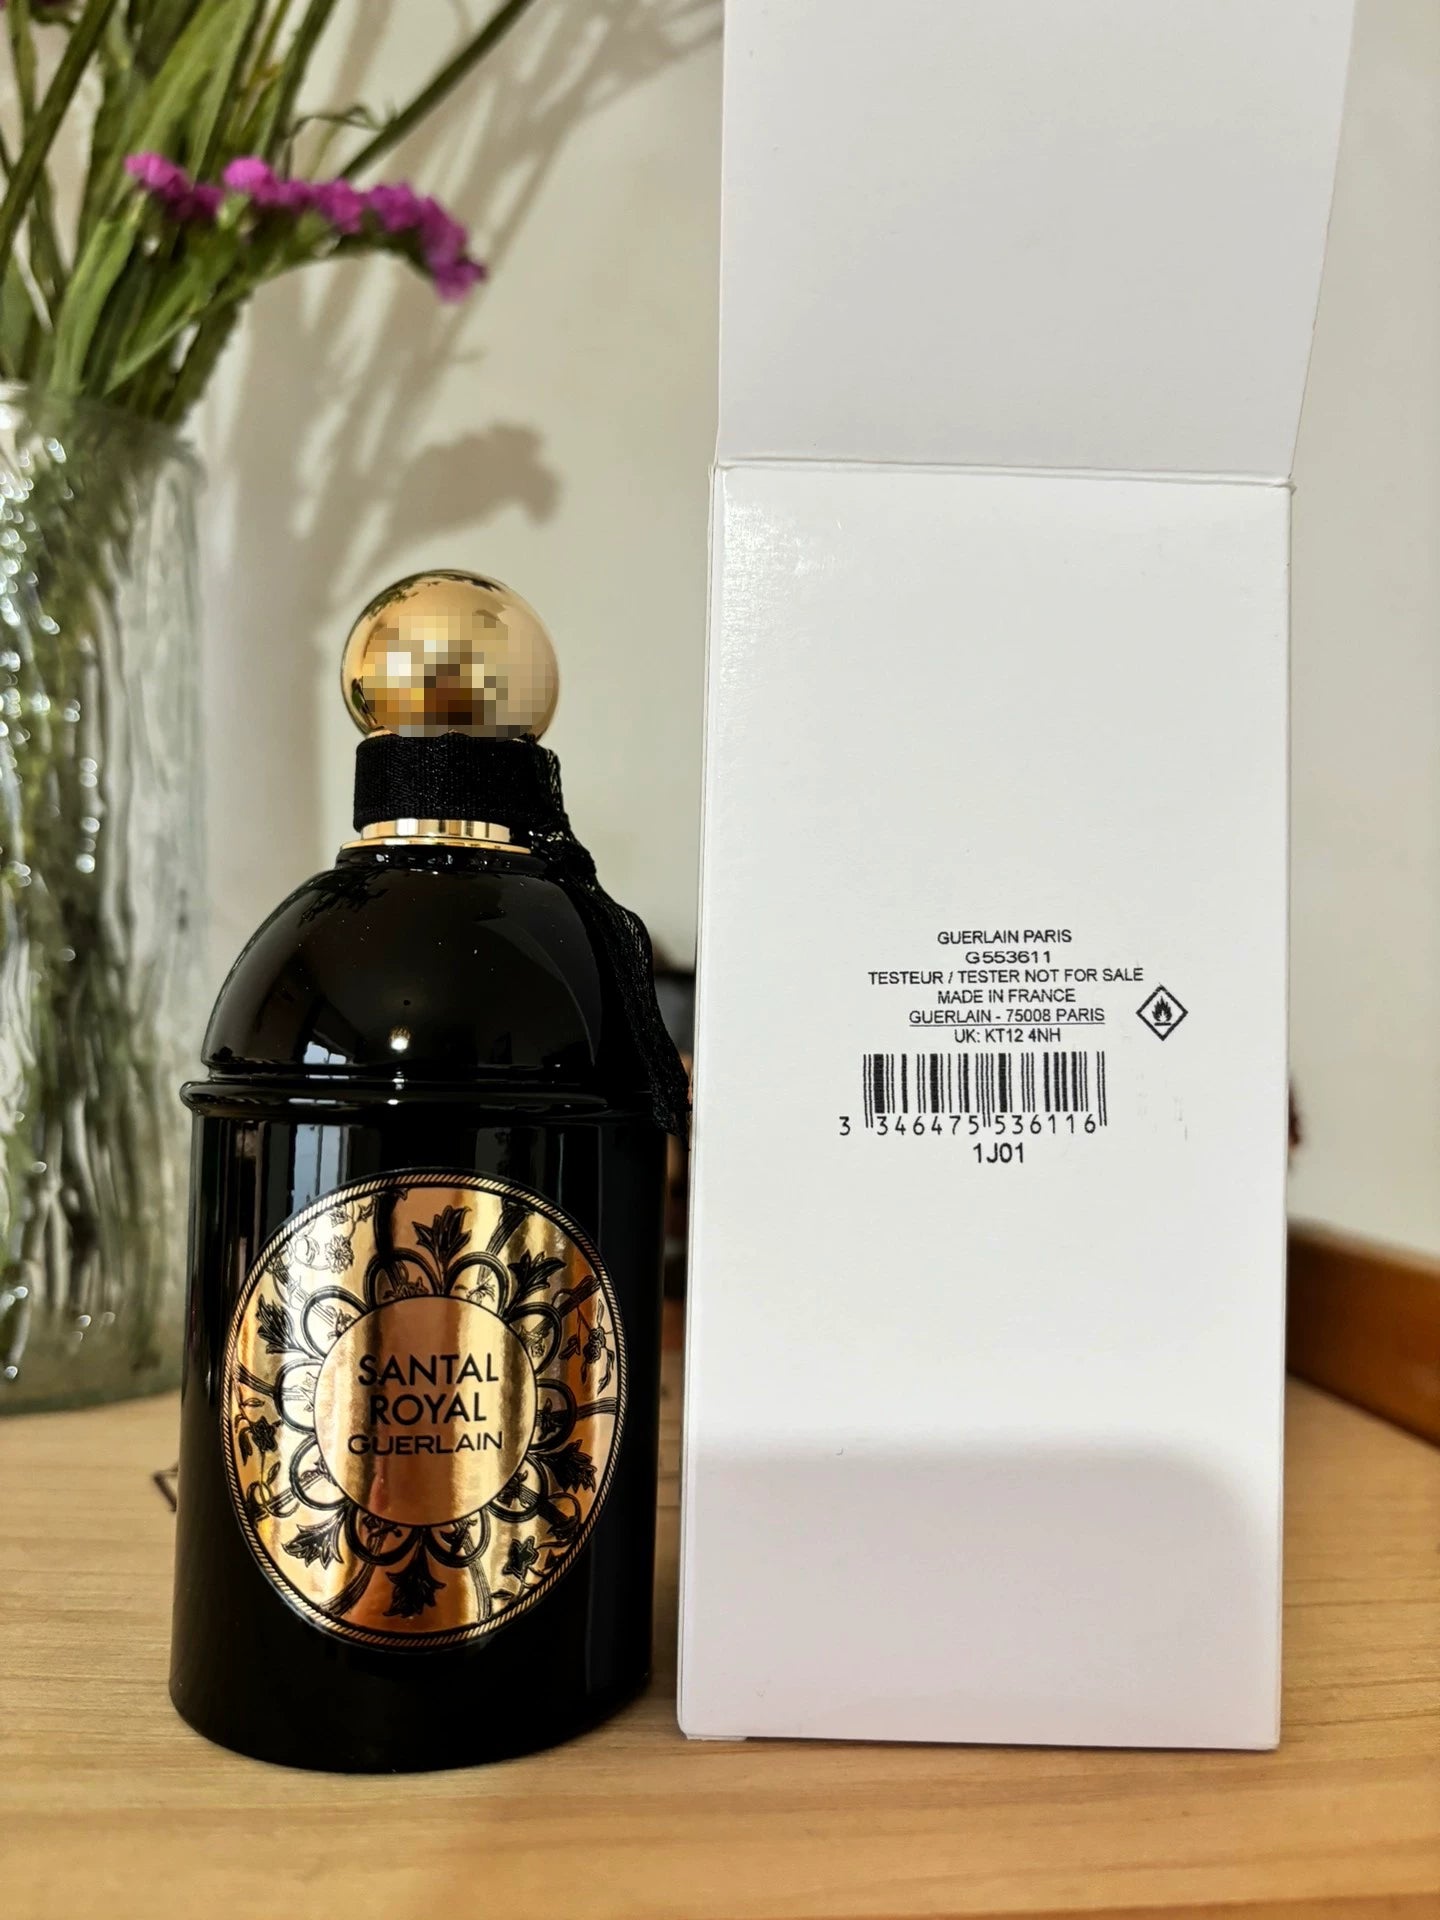 SANTAL
ROYAL
GUERLAIN
GUERLAIN PARIS
G553611
TESTEUR / TESTER NOT FOR SALE
MADE IN FRANCE
GUERLAIN - 75008 PARIS
UK: KT12 4NH
3 346475 536116
1J01